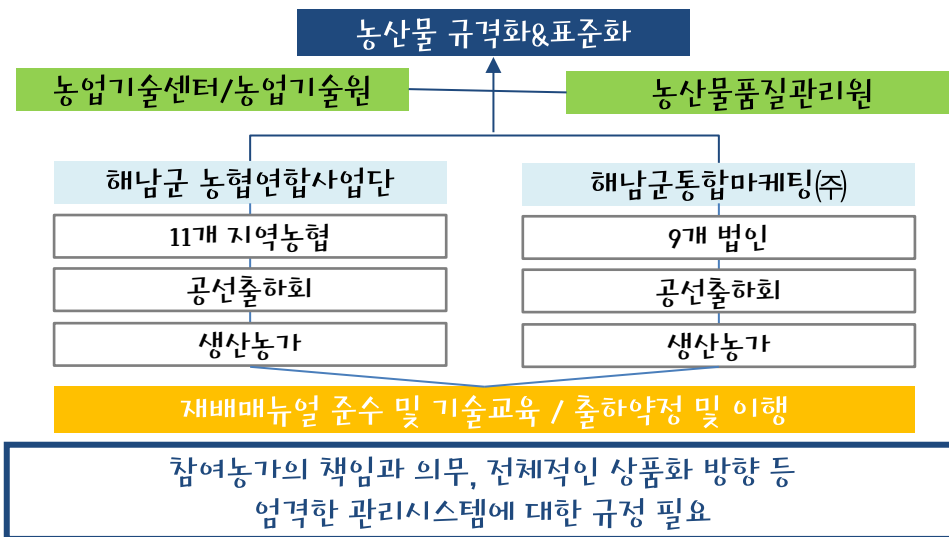 농산물 규격화&표준화
농업기술센터/농업기술원
농산물품질관리원
해남군 농협연합사업단
해남군통합마케팅㈜
11개 지역농협
9개 법인
공선출하회
공선출하회
생산농가
생산농가
재배매뉴얼 준수 및 기술교육 / 출하약정 및 이행
참여농가의 책임과 의무, 전체적인 상품화 방향 등
엄격한 관리시스템에 대한 규정 필요